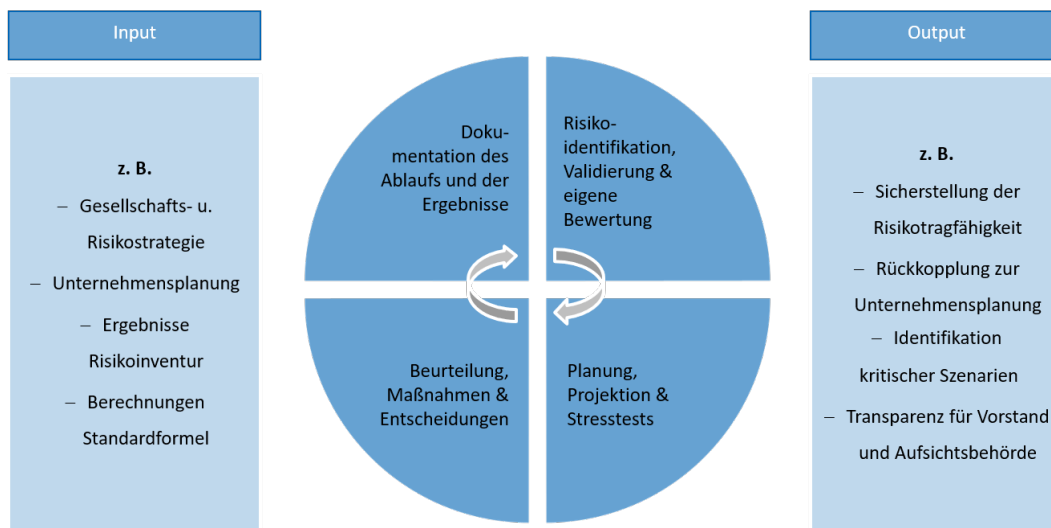 Input
z. B.
– Gesellschafts- u.
Risikostrategie
– Unternehmensplanung
– Ergebnisse
Risikoinventur
– Berechnungen
Standardformel
Doku-
mentation des
Ablaufs und der
Ergebnisse
Risiko-
identifikation,
Validierung &
eigene
Bewertung
Beurteilung,
Maßnahmen &
Entscheidungen
Planung,
Projektion &
Stresstests
Output
z. B.
– Sicherstellung der
Risikotragfähigkeit
– Rückkopplung zur
Unternehmensplanung
– Identifikation
kritischer Szenarien
– Transparenz für Vorstand
und Aufsichtsbehörde